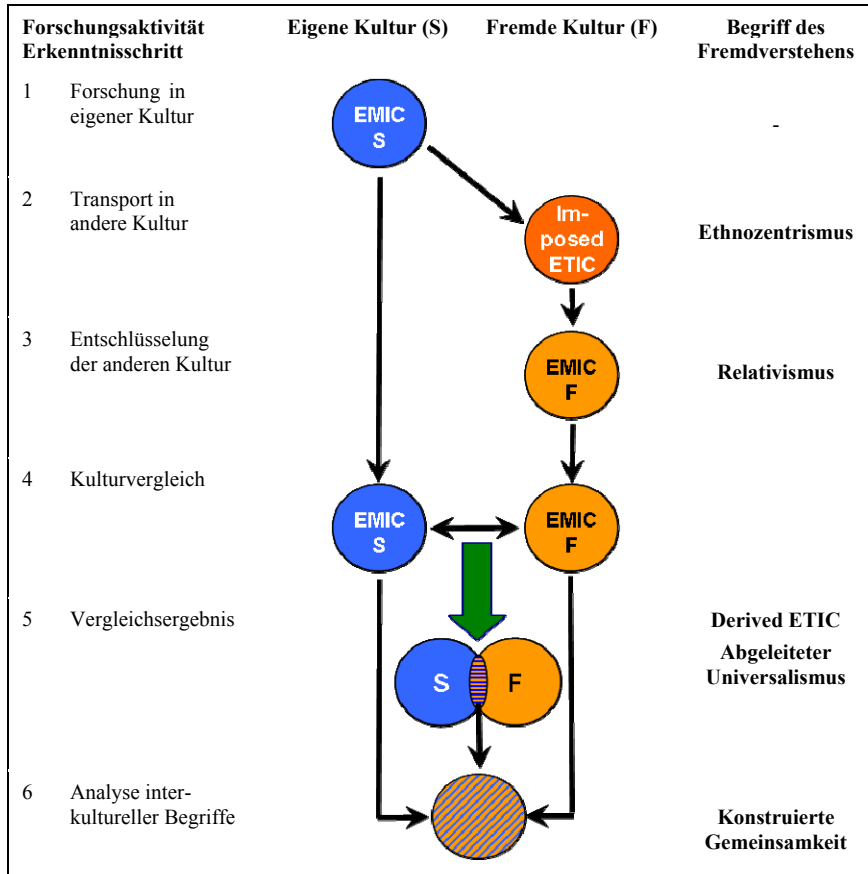 Forschungsaktivität Eigene Kultur (S) Fremde Kultur (F) Begriff des
Erkenntnisschritt Fremdverstehens
1 Forschung in
eigener Kultur
EMIC
S
-
2 Transport in
andere Kultur
Im-
posed
ETIC
Ethnozentrismus
3 Entschlüsselung
der anderen Kultur
EMIC
F
Relativismus
4 Kulturvergleich
EMIC EMIC
S F
5 Vergleichsergebnis Derived ETIC
Abgeleiteter
Universalismus
S F
6 Analyse inter-
kultureller Begriffe
Konstruierte
Gemeinsamkeit